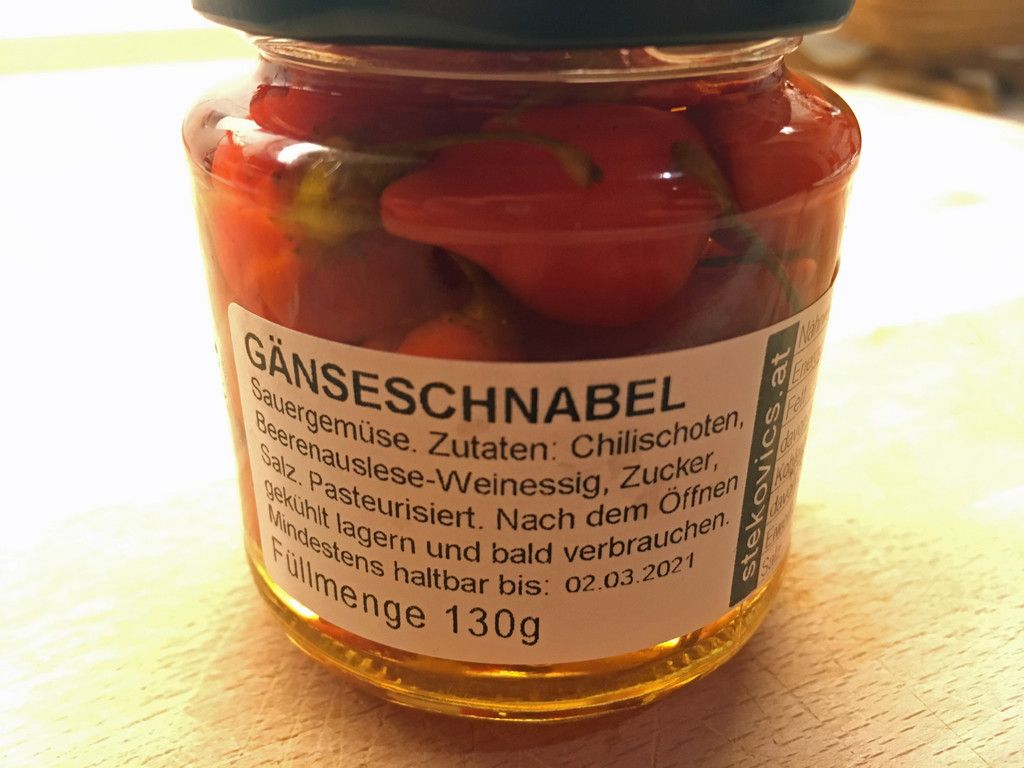 GÄNSESCHNABEL
Sauergemüse. Zutaten: Chilischoten,
Beerenauslese-Weinessig, Zucker,
Salz. Pasteurisiert. Nach dem Öffnen
gekühlt lagern und bald verbrauchen.
Mindestens haltbar bis: 02.03.2021
Füllmenge 130g
stekovics.at